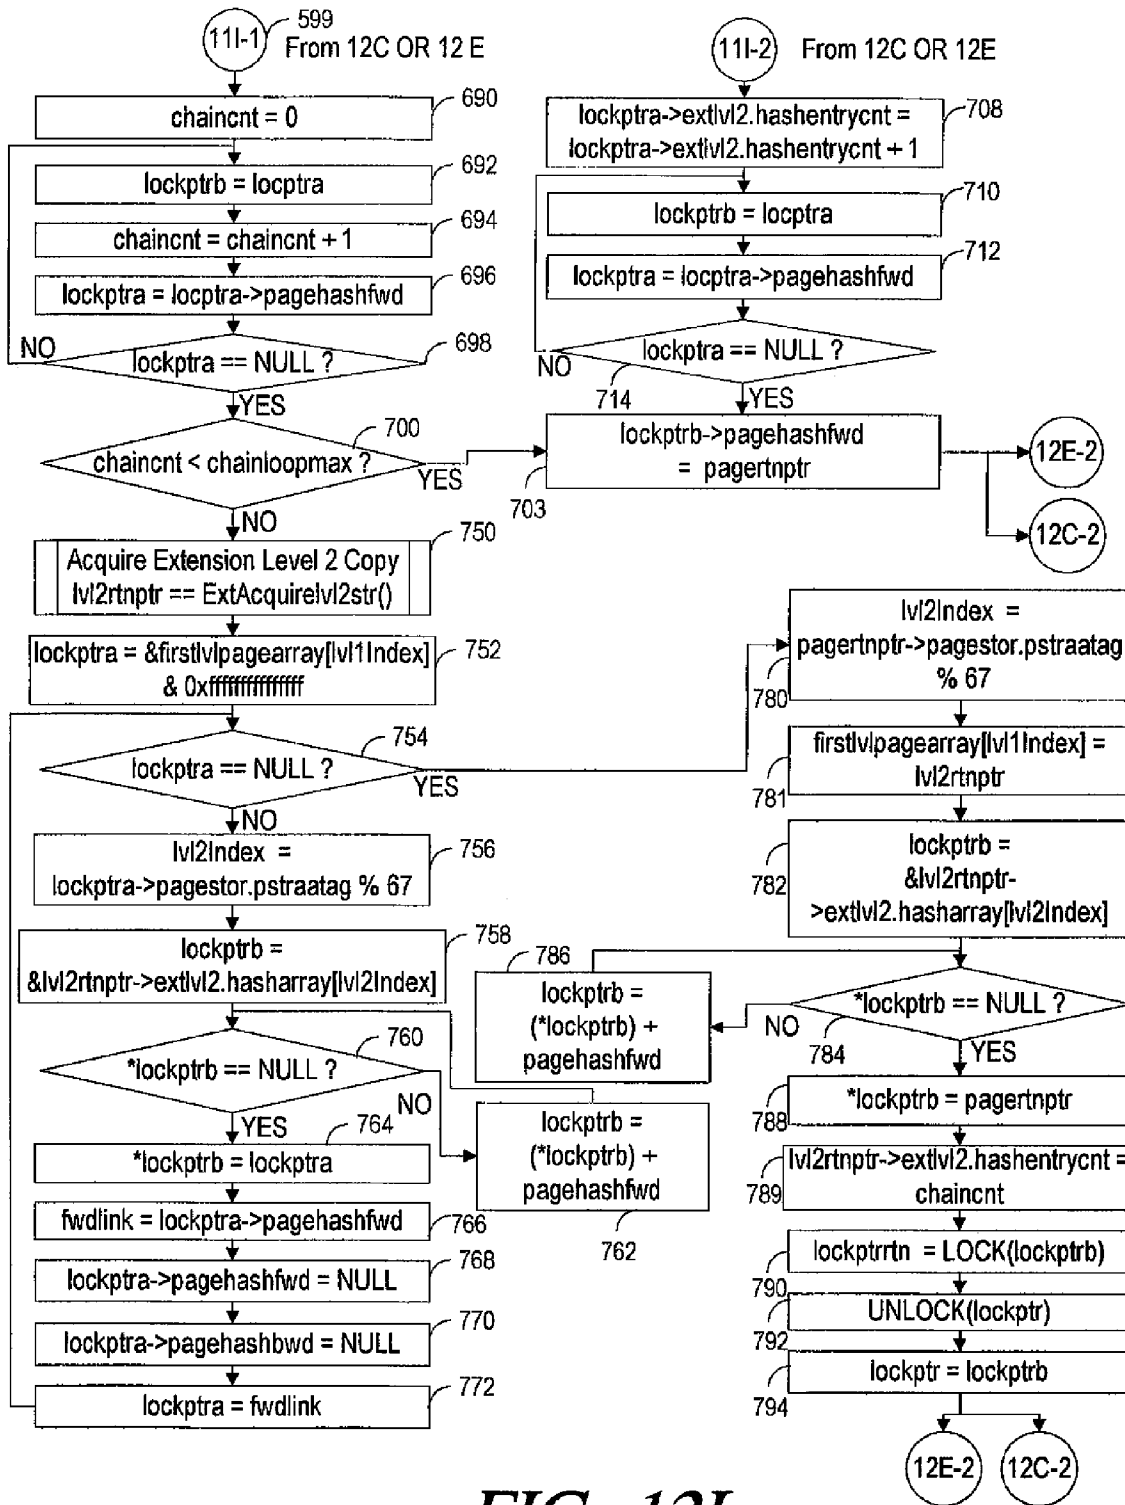 11I-1
599
From 12C OR 12 E
chaincnt = 0
690
lockptrb = locptra
692
chaincnt = chaincnt + 1
694
lockptra = locptra->pagehashfwd
696
lockptra == NULL ?
698
NO
YES
chaincnt < chainloopmax ?
700
YES
NO
Acquire Extension Level 2 Copy
lvl2rtnptr == ExtAcquirelvl2str()
750
lockptra = &firstlvlpagearray[lvl1Index]
& 0xfffffffffffffff
752
lockptra == NULL ?
754
YES
NO
lvl2Index =
lockptra->pagestor.pstraatag % 67
756
lockptrb =
&lvl2rtnptr->extlvl2.hasharray[lvl2Index]
758
*lockptrb == NULL ?
760
NO
YES
lockptrb =
(*lockptrb) +
pagehashfwd
762
*lockptrb = lockptra
764
fwdlink = lockptra->pagehashfwd
766
lockptra->pagehashfwd = NULL
768
lockptra->pagehashbwd = NULL
770
lockptra = fwdlink
772
11I-2
From 12C OR 12E
lockptra->extlvl2.hashentrycnt =
lockptra->extlvl2.hashentrycnt + 1
708
lockptrb = locptra
710
lockptra = locptra->pagehashfwd
712
lockptra == NULL ?
NO
714
YES
lockptrb->pagehashfwd
= pagertnptr
703
12E-2
12C-2
lvl2Index =
pagertnptr->pagestor.pstraatag
% 67
780
firstlvlpagearray[lvl1Index] =
lvl2rtnptr
781
lockptrb =
&lvl2rtnptr-
>extlvl2.hasharray[lvl2Index]
782
*lockptrb == NULL ?
784
NO
YES
786
lockptrb =
(*lockptrb) +
pagehashfwd
*lockptrb = pagertnptr
788
lvl2rtnptr->extlvl2.hashentrycnt =
chaincnt
789
lockptrrtn = LOCK(lockptrb)
790
UNLOCK(lockptr)
792
lockptr = lockptrb
794
12E-2
12C-2